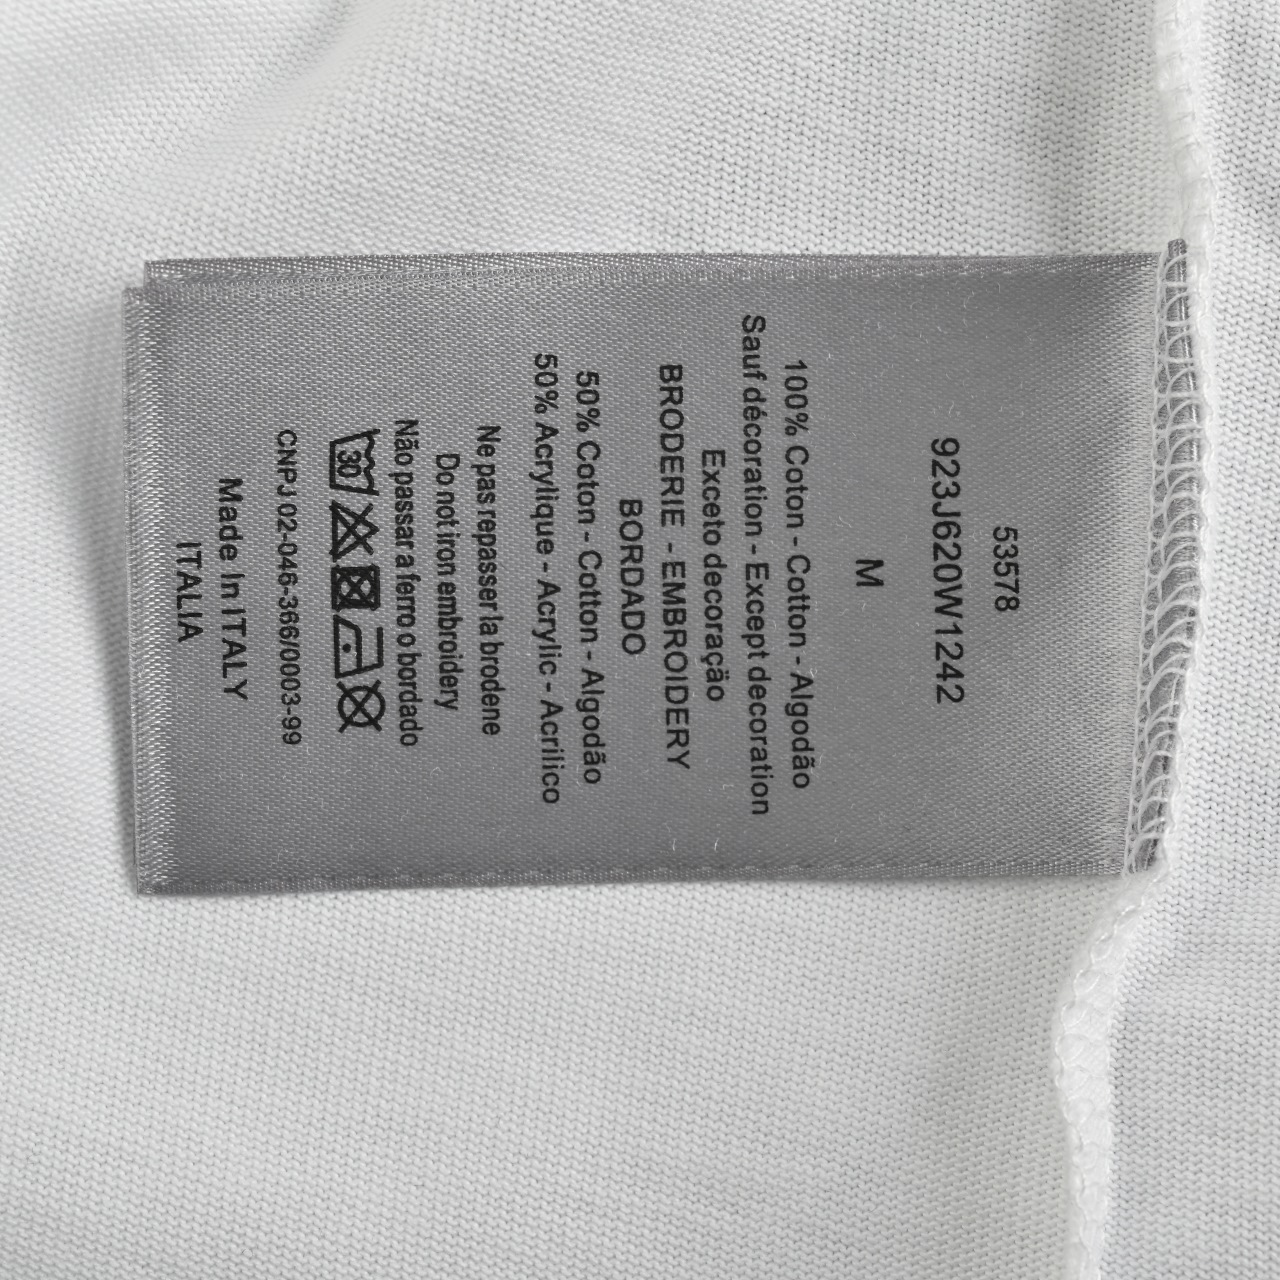 53578
923J620W1242
M
100% Coton - Cotton - Algodão
Sauf décoration - Except decoration
Exceto decoração
BRODERIE - EMBROIDERY
BORDADO
50% Coton - Cotton - Algodão
50% Acrylique - Acrylic - Acrilico
Ne pas repasser la brodene
Do not iron embroidery
Não passar a ferro o bordado
30
CNPJ 02-046-366/0003-99
Made In ITALY
ITALIA